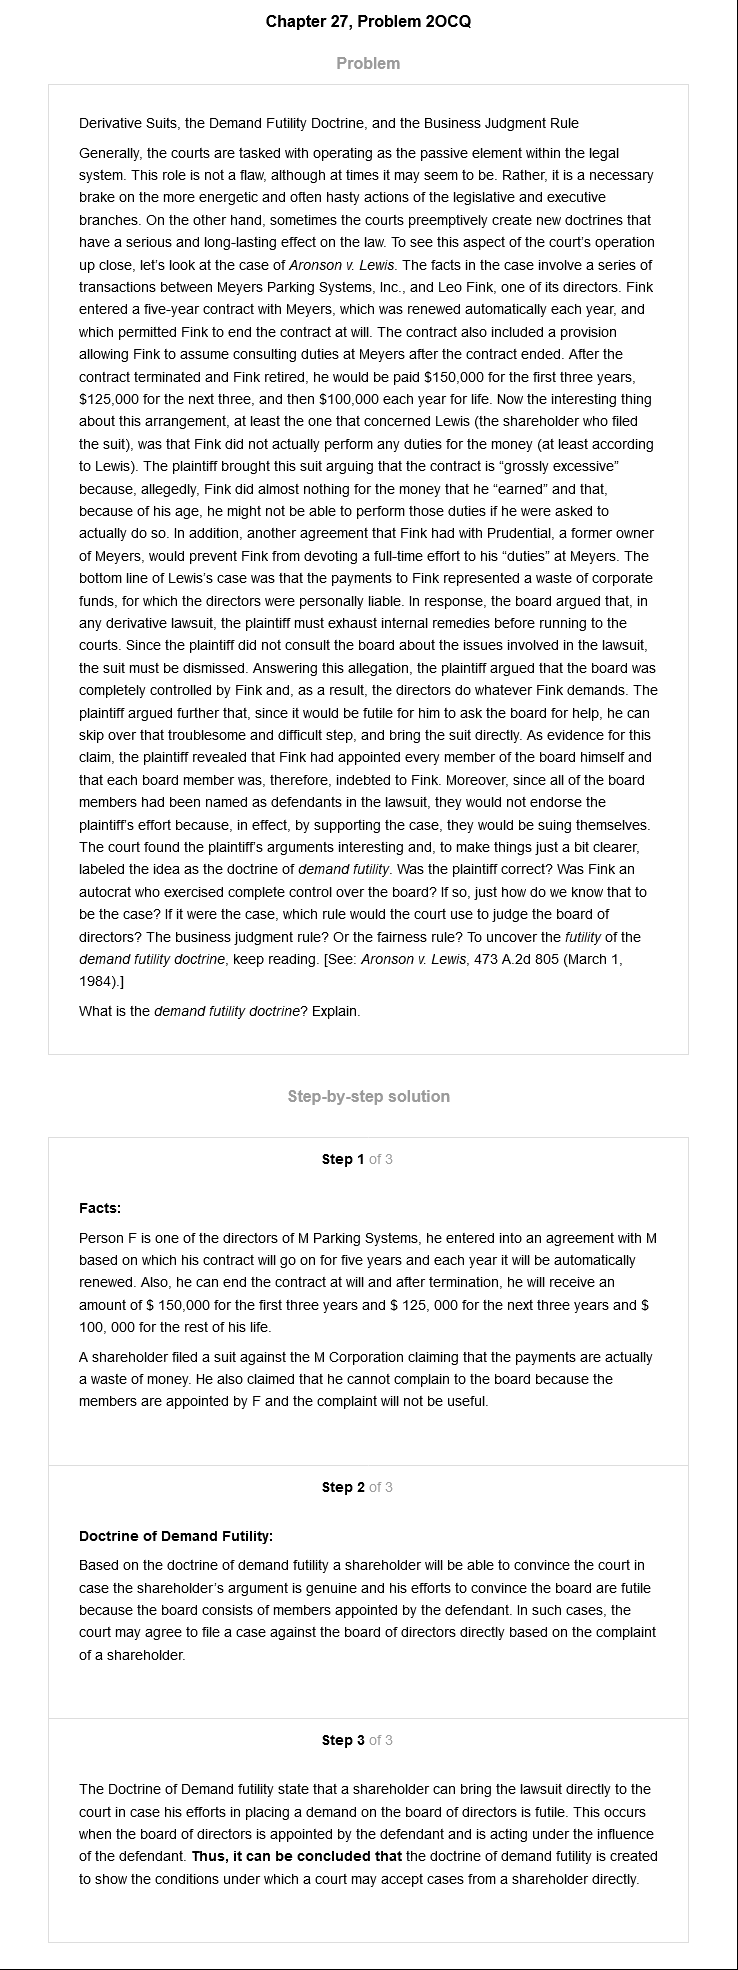 Chapter 27, Problem 2OCQ
Problem
Derivative Suits, the Demand Futility Doctrine, and the Business Judgment Rule
Generally, the courts are tasked with operating as the passive element within the legal
system. This role is not a flaw, although at times it may seem to be. Rather, it is a necessary
brake on the more energetic and often hasty actions of the legislative and executive
branches. On the other hand, sometimes the courts preemptively create new doctrines that
have a serious and long-lasting effect on the law. To see this aspect of the court's operation
up close, let's look at the case of Aronson v. Lewis. The facts in the case involve a series of
transactions between Meyers Parking Systems, Inc., and Leo Fink, one of its directors. Fink
entered a five-year contract with Meyers, which was renewed automatically each year, and
which permitted Fink to end the contract at will. The contract also included a provision
allowing Fink to assume consulting duties at Meyers after the contract ended. After the
contract terminated and Fink retired, he would be paid $150,000 for the first three years,
$125,000 for the next three, and then $100,000 each year for life. Now the interesting thing
about this arrangement, at least the one that concerned Lewis (the shareholder who filed
the suit), was that Fink did not actually perform any duties for the money (at least according
to Lewis). The plaintiff brought this suit arguing that the contract is “grossly excessive”
because, allegedly, Fink did almost nothing for the money that he “earned” and that,
because of his age, he might not be able to perform those duties if he were asked to
actually do so. In addition, another agreement that Fink had with Prudential, a former owner
of Meyers, would prevent Fink from devoting a full-time effort to his “duties” at Meyers. The
bottom line of Lewis's case was that the payments to Fink represented a waste of corporate
funds, for which the directors were personally liable. In response, the board argued that, in
any derivative lawsuit, the plaintiff must exhaust internal remedies before running to the
courts. Since the plaintiff did not consult the board about the issues involved in the lawsuit,
the suit must be dismissed. Answering this allegation, the plaintiff argued that the board was
completely controlled by Fink and, as a result, the directors do whatever Fink demands. The
plaintiff argued further that, since it would be futile for him to ask the board for help, he can
skip over that troublesome and difficult step, and bring the suit directly. As evidence for this
claim, the plaintiff revealed that Fink had appointed every member of the board himself and
that each board member was, therefore, indebted to Fink. Moreover, since all of the board
members had been named as defendants in the lawsuit, they would not endorse the
plaintiff's effort because, in effect, by supporting the case, they would be suing themselves.
The court found the plaintiff's arguments interesting and, to make things just a bit clearer,
labeled the idea as the doctrine of demand futility. Was the plaintiff correct? Was Fink an
autocrat who exercised complete control over the board? If so, just how do we know that to
be the case? If it were the case, which rule would the court use to judge the board of
directors? The business judgment rule? Or the fairness rule? To uncover the futility of the
demand futility doctrine, keep reading. [See: Aronson v. Lewis, 473 A.2d 805 (March 1,
1984).]
What is the demand futility doctrine? Explain.
Step-by-step solution
Step 1 of 3
Facts:
Person F is one of the directors of M Parking Systems, he entered into an agreement with M
based on which his contract will go on for five years and each year it will be automatically
renewed. Also, he can end the contract at will and after termination, he will receive an
amount of $ 150,000 for the first three years and $ 125, 000 for the next three years and $
100, 000 for the rest of his life.
A shareholder filed a suit against the M Corporation claiming that the payments are actually
a waste of money. He also claimed that he cannot complain to the board because the
members are appointed by F and the complaint will not be useful.
Step 2 of 3
Doctrine of Demand Futility:
Based on the doctrine of demand futility a shareholder will be able to convince the court in
case the shareholder's argument is genuine and his efforts to convince the board are futile
because the board consists of members appointed by the defendant. In such cases, the
court may agree to file a case against the board of directors directly based on the complaint
of a shareholder.
Step 3 of 3
The Doctrine of Demand futility state that a shareholder can bring the lawsuit directly to the
court in case his efforts in placing a demand on the board of directors is futile. This occurs
when the board of directors is appointed by the defendant and is acting under the influence
of the defendant. Thus, it can be concluded that the doctrine of demand futility is created
to show the conditions under which a court may accept cases from a shareholder directly.